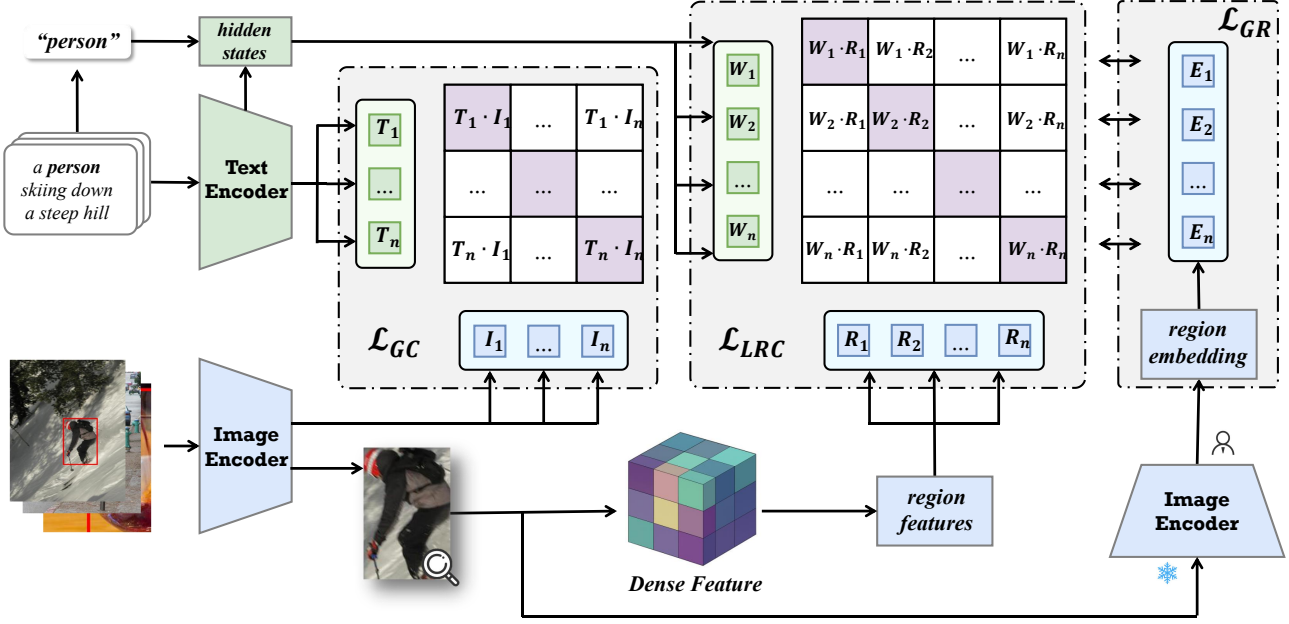 “person”
hidden
states
a person
skiing down
a steep hill
Text
Encoder
T₁
...
Tₙ
T₁ · I₁ ... T₁ · Iₙ
... ... ...
Tₙ · I₁ ... Tₙ · Iₙ
ℒ_GC
I₁ ... Iₙ
W₁
W₂
...
Wₙ
W₁ · R₁ W₁ · R₂ ... W₁ · Rₙ
W₂ · R₁ W₂ · R₂ ... W₂ · Rₙ
... ... ... ...
Wₙ · R₁ Wₙ · R₂ ... Wₙ · Rₙ
ℒ_LRC
R₁ R₂ ... Rₙ
ℒ_GR
E₁
E₂
...
Eₙ
region
embedding
Image
Encoder
Dense Feature
region
features
Image
Encoder